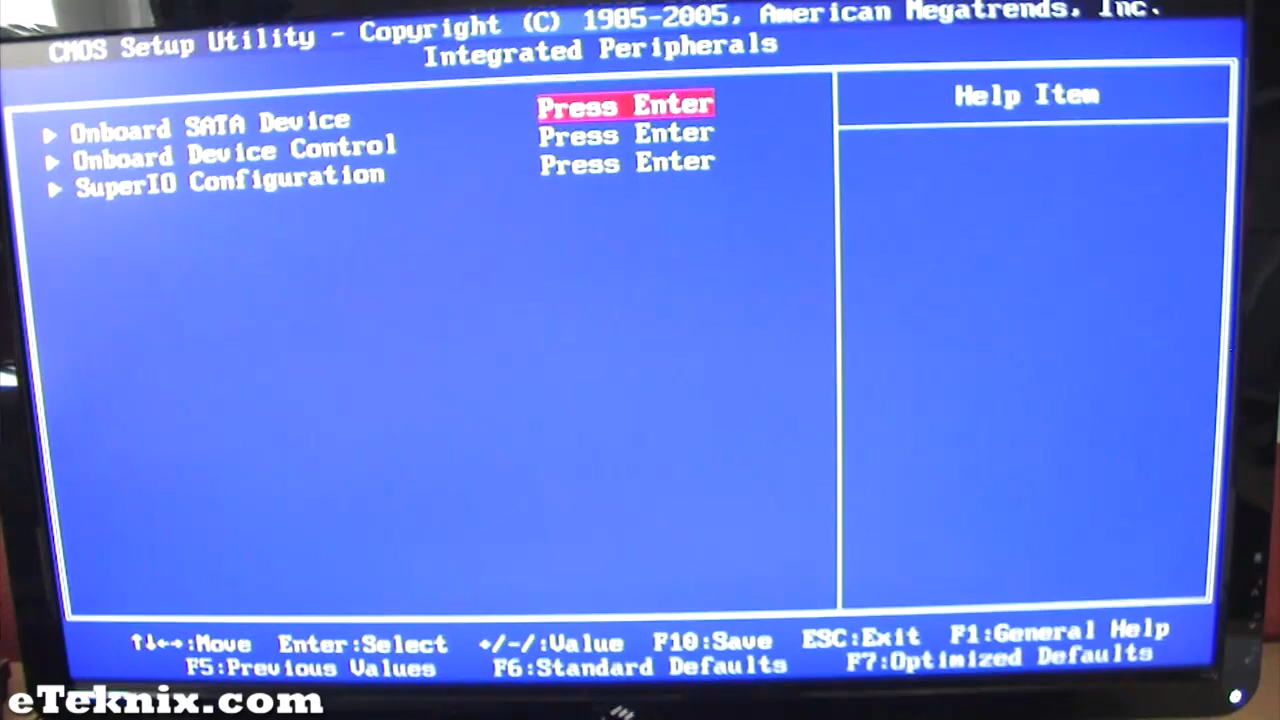 CMOS Setup Utility - Copyright (C) 1985-2005, American Megatrends, Inc.
Integrated Peripherals
Onboard SATA Device Press Enter
Onboard Device Control Press Enter
SuperIO Configuration Press Enter
Help Item
↑↓←→:Move Enter:Select +/-/:Value F10:Save ESC:Exit F1:General Help
F5:Previous Values F6:Standard Defaults F7:Optimized Defaults
eTeknix.com